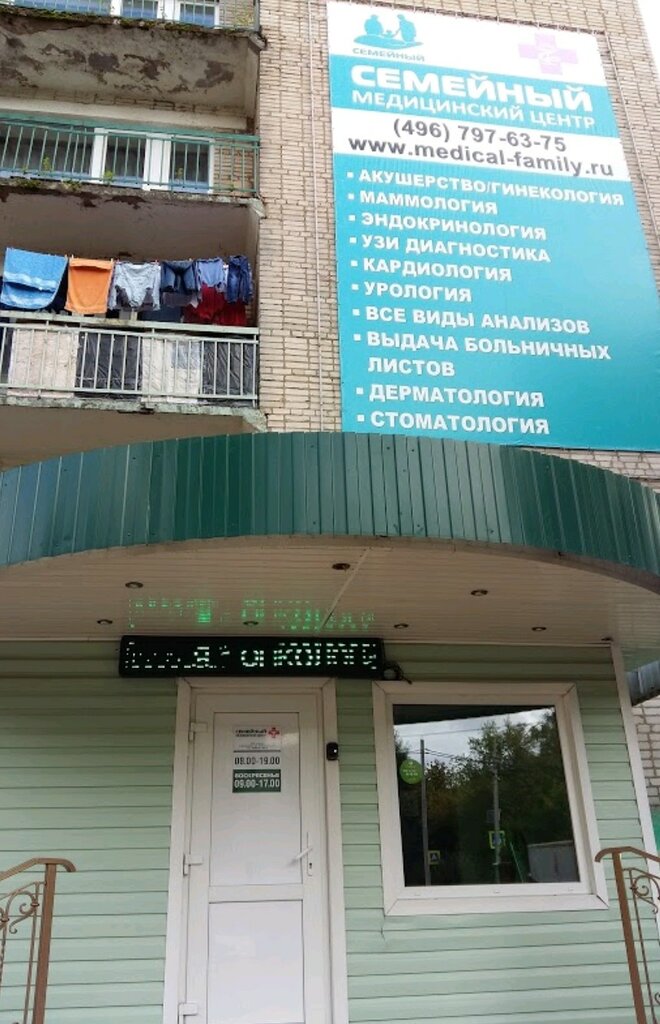 СЕМЕЙНЫЙ
СЕМЕЙНЫЙ
МЕДИЦИНСКИЙ ЦЕНТР
(496) 797-63-75
www.medical-family.ru
▪ АКУШЕРСТВО/ГИНЕКОЛОГИЯ
▪ МАММОЛОГИЯ
▪ ЭНДОКРИНОЛОГИЯ
▪ УЗИ ДИАГНОСТИКА
▪ КАРДИОЛОГИЯ
▪ УРОЛОГИЯ
▪ ВСЕ ВИДЫ АНАЛИЗОВ
▪ ВЫДАЧА БОЛЬНИЧНЫХ
ЛИСТОВ
▪ ДЕРМАТОЛОГИЯ
▪ СТОМАТОЛОГИЯ
СЕМЕЙНЫЙ
08.00-19.00
ВОСКРЕСЕНЬЕ
09.00-17.00